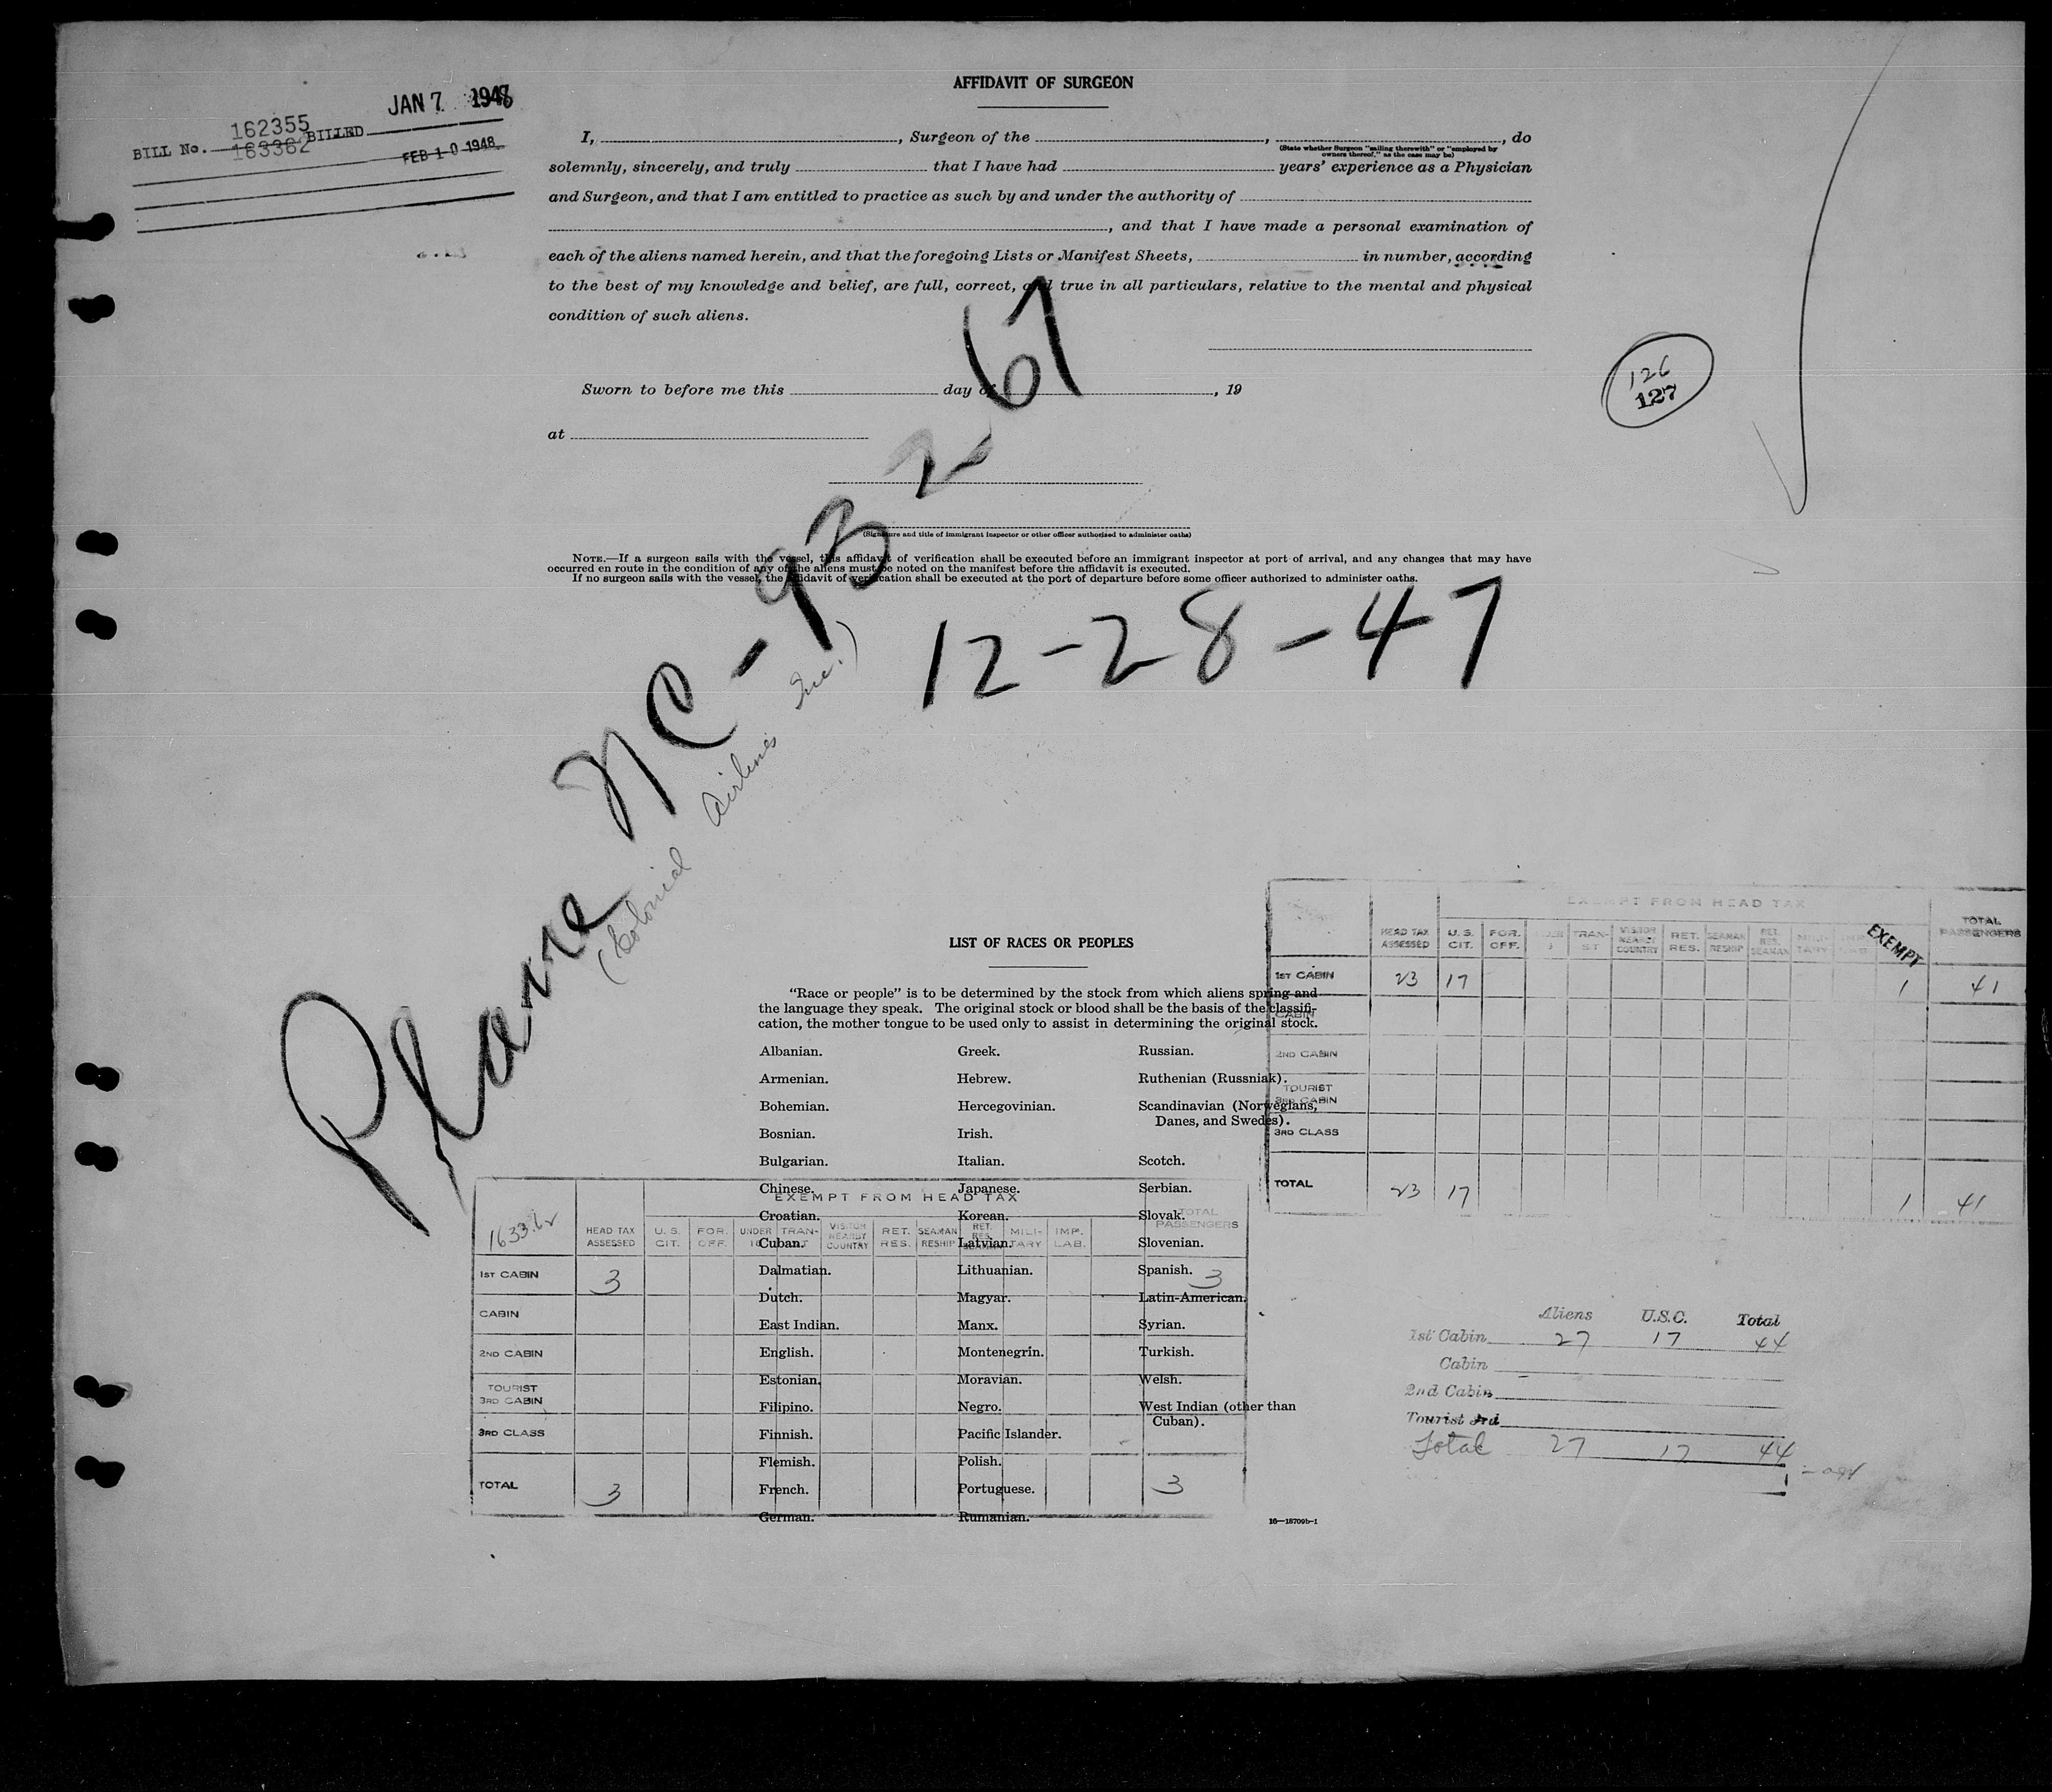 AFFIDAVIT OF SURGEON
JAN 7 1948
BILL No. 162355 BILLED
163362 FEB 10 1948
I, , Surgeon of the , , do
(State whether Surgeon "sailing therewith" or "employed by
owners thereof," as the case may be)
solemnly, sincerely, and truly that I have had years' experience as a Physician
and Surgeon, and that I am entitled to practice as such by and under the authority of
, and that I have made a personal examination of
each of the aliens named herein, and that the foregoing Lists or Manifest Sheets, in number, according
to the best of my knowledge and belief, are full, correct, and true in all particulars, relative to the mental and physical
condition of such aliens.
126
127
Sworn to before me this day of , 19
at
(Signature and title of immigrant inspector or other officer authorized to administer oaths)
NOTE.—If a surgeon sails with the vessel, this affidavit of verification shall be executed before an immigrant inspector at port of arrival, and any changes that may have
occurred en route in the condition of any of the aliens must be noted on the manifest before the affidavit is executed.
If no surgeon sails with the vessel, the affidavit of verification shall be executed at the port of departure before some officer authorized to administer oaths.
Plane NC-93267
(Colonial Airlines Inc.)
12-28-47
LIST OF RACES OR PEOPLES
"Race or people" is to be determined by the stock from which aliens spring and
the language they speak. The original stock or blood shall be the basis of the classifi-
cation, the mother tongue to be used only to assist in determining the original stock.
Albanian. Greek. Russian.
Armenian. Hebrew. Ruthenian (Russniak).
Bohemian. Hercegovinian. Scandinavian (Norwegians,
Danes, and Swedes).
Bosnian. Irish.
Bulgarian. Italian. Scotch.
Chinese. Japanese. Serbian.
Croatian. Korean. Slovak.
Cuban. Latvian. Slovenian.
Dalmatian. Lithuanian. Spanish.
Dutch. Magyar. Latin-American.
East Indian. Manx. Syrian.
English. Montenegrin. Turkish.
Estonian. Moravian. Welsh.
Filipino. Negro. West Indian (other than
Cuban).
Finnish. Pacific Islander.
Flemish. Polish.
French. Portuguese.
German. Rumanian.
16—18709b-1
EXEMPT FROM HEAD TAX
HEAD TAX ASSESSED U.S. CIT. FOR. OFF. TRAN-ST VISITOR NEARBY COUNTRY RET. RES. SEAMAN RESHIP RET. RES. SEAMAN MILI-TARY EXEMPT TOTAL PASSENGERS
1ST CABIN 23 17 1 41
CABIN
2ND CABIN
TOURIST
3RD CABIN
3RD CLASS
TOTAL 23 17 1 41
EXEMPT FROM HEAD TAX
163362 HEAD TAX ASSESSED U.S. CIT. FOR. OFF. UNDER 16 TRAN-ST VISITOR NEARBY COUNTRY RET. RES. SEAMAN RESHIP RET. RES. SEAMAN MILI-TARY IMP. LAB. TOTAL PASSENGERS
1ST CABIN 3 3
CABIN
2ND CABIN
TOURIST
3RD CABIN
3RD CLASS
TOTAL 3 3
Aliens U.S.C. Total
1st Cabin 27 17 44
Cabin
2nd Cabin
Tourist 3rd
Total 27 17 44